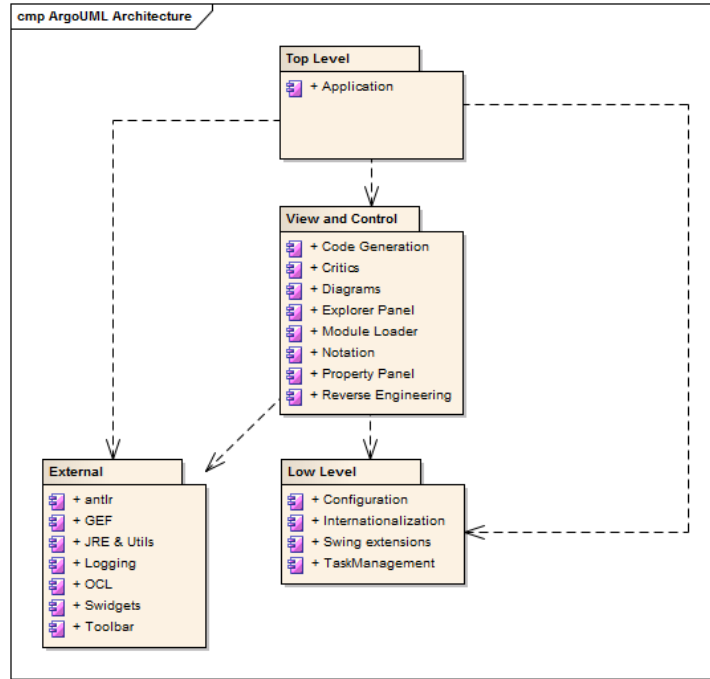 cmp ArgoUML Architecture
Top Level
+ Application
View and Control
+ Code Generation
+ Critics
+ Diagrams
+ Explorer Panel
+ Module Loader
+ Notation
+ Property Panel
+ Reverse Engineering
External
+ antlr
+ GEF
+ JRE & Utils
+ Logging
+ OCL
+ Swidgets
+ Toolbar
Low Level
+ Configuration
+ Internationalization
+ Swing extensions
+ TaskManagement